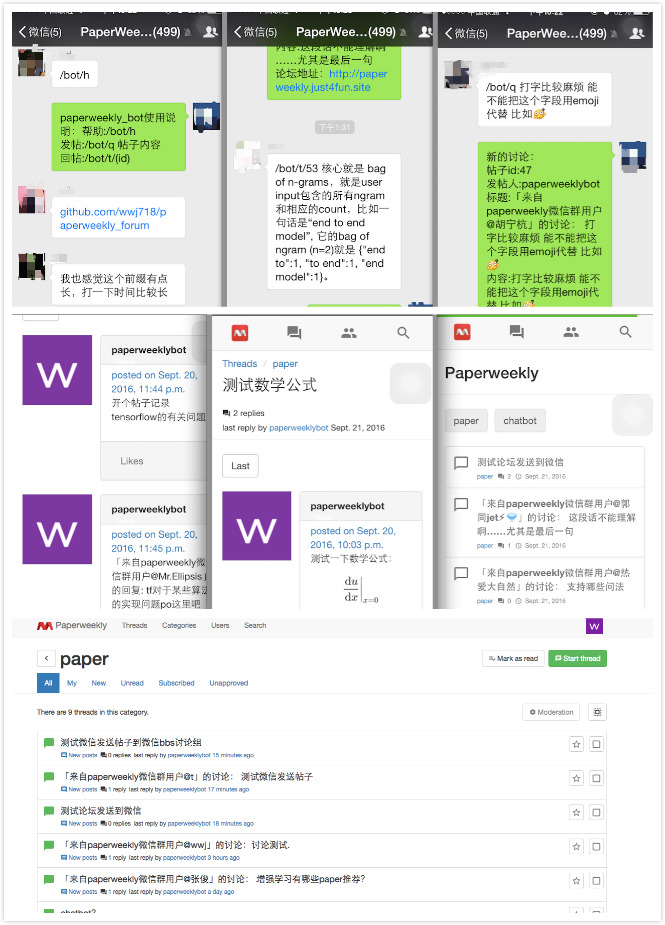 微信(5)
PaperWee...(499)
/bot/h
paperweekly_bot使用说
明：帮助:/bot/h
发帖:/bot/q 帖子内容
回帖:/bot/t/(id)
github.com/wwj718/p
aperweekly_forum
我也感觉这个前缀有点
长，打一下时间比较长
微信(5)
PaperWee...(499)
内容:这段话不能理解啊
……尤其是最后一句
论坛地址：http://paper
weekly.just4fun.site
下午1:31
/bot/t/53 核心就是 bag
of n-grams，就是user
input包含的所有ngram
和相应的count，比如一
句话是“end to end
model”, 它的bag of
ngram (n=2)就是 {"end
to":1, "to end":1, "end
model":1}。
微信(5)
PaperWee...(499)
/bot/q 打字比较麻烦 能
不能把这个字段用emoji
代替 比如
新的讨论：
帖子id:47
发帖人:paperweeklybot
标题:「来自
paperweekly微信群用户
@胡宁杭」的讨论： 打
字比较麻烦 能不能把这
个字段用emoji代替 比如
内容:打字比较麻烦 能不
能把这个字段用emoji代
W
paperweeklybot
posted on Sept. 20,
2016, 11:44 p.m.
开个帖子记录
tensorflow的有关问题
Likes
W
paperweeklybot
posted on Sept. 20,
2016, 11:45 p.m.
「来自paperweekly微
信群用户@Mr.Ellipsis」
的回复: tf对于某些算法
的实现问题po这里吧
Threads / paper
测试数学公式
2 replies
last reply by paperweeklybot Sept. 21, 2016
Last
W
paperweeklybot
posted on Sept. 20,
2016, 10:03 p.m.
测试一下数学公式：
du
dx
x=0
Paperweekly
paper
chatbot
测试论坛发送到微信
paper 2 Sept. 21, 2016
「来自paperweekly微信群用户@郭
同jet⚡💎」的讨论： 这段话不能理解
啊……尤其是最后一句
paper 1 Sept. 21, 2016
「来自paperweekly微信群用户@热
爱大自然」的讨论： 支持哪些问法
paper 0 Sept. 21, 2016
Paperweekly Threads Categories Users Search W
paper
Mark as read
Start thread
All My New Unread Subscribed Unapproved
There are 9 threads in this category.
Moderation
测试微信发送帖子到微信bbs讨论组
New posts 0 replies last reply by paperweeklybot 15 minutes ago
「来自paperweekly微信群用户@t」的讨论： 测试微信发送帖子
New posts 1 reply last reply by paperweeklybot 17 minutes ago
测试论坛发送到微信
New posts 0 replies last reply by paperweeklybot 18 minutes ago
「来自paperweekly微信群用户@wwj」的讨论：讨论测试.
New posts 1 reply last reply by paperweeklybot 3 hours ago
「来自paperweekly微信群用户@张俊」的讨论： 增强学习有哪些paper推荐?
New posts 1 reply last reply by paperweeklybot a day ago